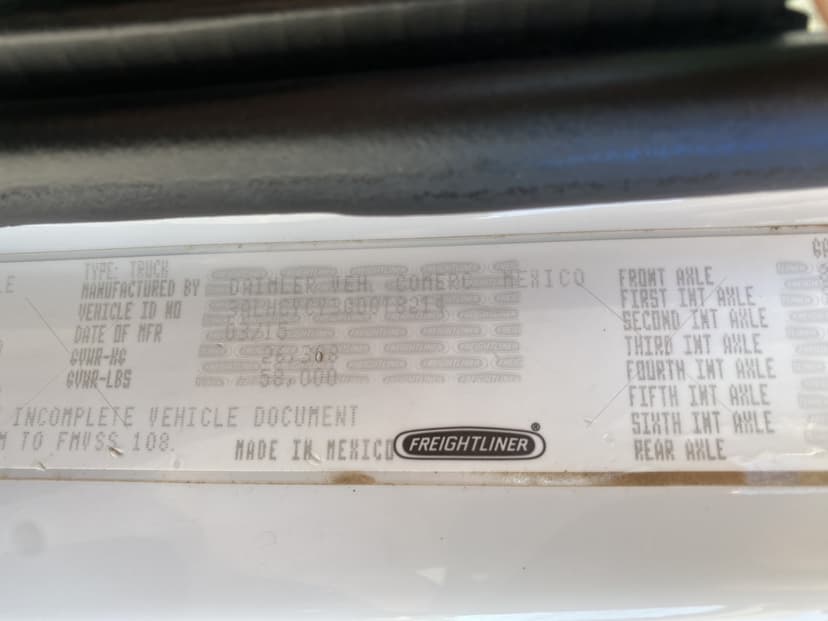 TYPE: TRUCK
MANUFACTURED BY DAIMLER VEH. COMERC MEXICO
VEHICLE ID NO
DATE OF MFR 03/15
GVWR-KG
GVWR-LBS 58,000
INCOMPLETE VEHICLE DOCUMENT
M TO FMVSS 108.
MADE IN MEXICO
FREIGHTLINER®
FRONT AXLE
FIRST INT AXLE
SECOND INT AXLE
THIRD INT AXLE
FOURTH INT AXLE
FIFTH INT AXLE
SIXTH INT AXLE
REAR AXLE